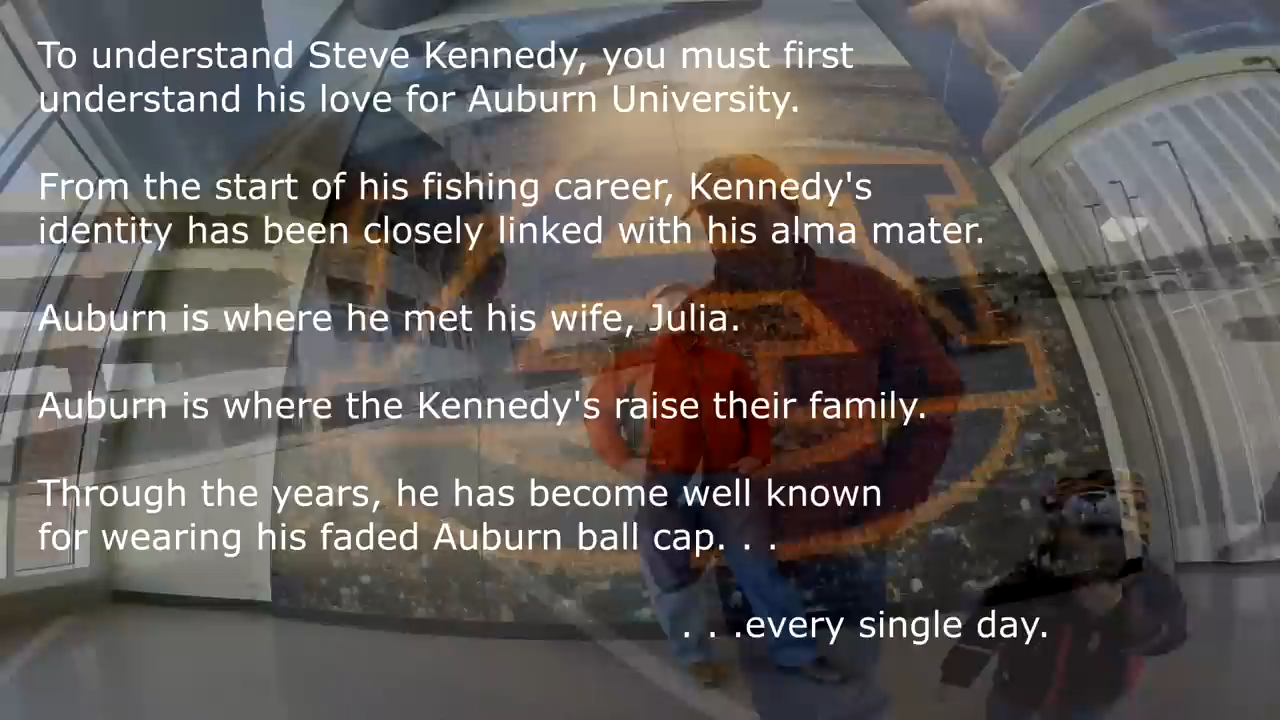 To understand Steve Kennedy, you must first
understand his love for Auburn University.
From the start of his fishing career, Kennedy's
identity has been closely linked with his alma mater.
Auburn is where he met his wife, Julia.
Auburn is where the Kennedy's raise their family.
Through the years, he has become well known
for wearing his faded Auburn ball cap. . .
. . .every single day.